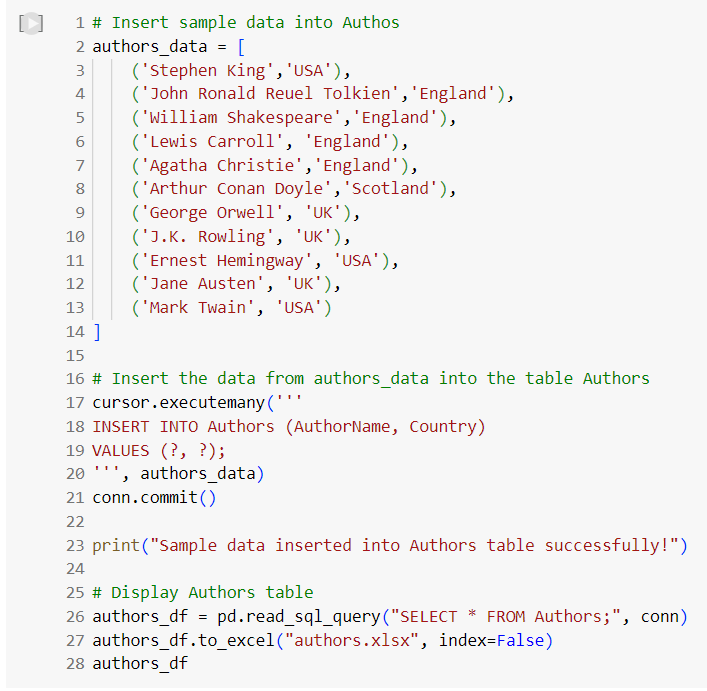 1 # Insert sample data into Authos
2 authors_data = [
3     ('Stephen King','USA'),
4     ('John Ronald Reuel Tolkien','England'),
5     ('William Shakespeare','England'),
6     ('Lewis Carroll', 'England'),
7     ('Agatha Christie','England'),
8     ('Arthur Conan Doyle','Scotland'),
9     ('George Orwell', 'UK'),
10     ('J.K. Rowling', 'UK'),
11     ('Ernest Hemingway', 'USA'),
12     ('Jane Austen', 'UK'),
13     ('Mark Twain', 'USA')
14 ]
15
16 # Insert the data from authors_data into the table Authors
17 cursor.executemany('''
18 INSERT INTO Authors (AuthorName, Country)
19 VALUES (?, ?);
20 ''', authors_data)
21 conn.commit()
22
23 print("Sample data inserted into Authors table successfully!")
24
25 # Display Authors table
26 authors_df = pd.read_sql_query("SELECT * FROM Authors;", conn)
27 authors_df.to_excel("authors.xlsx", index=False)
28 authors_df